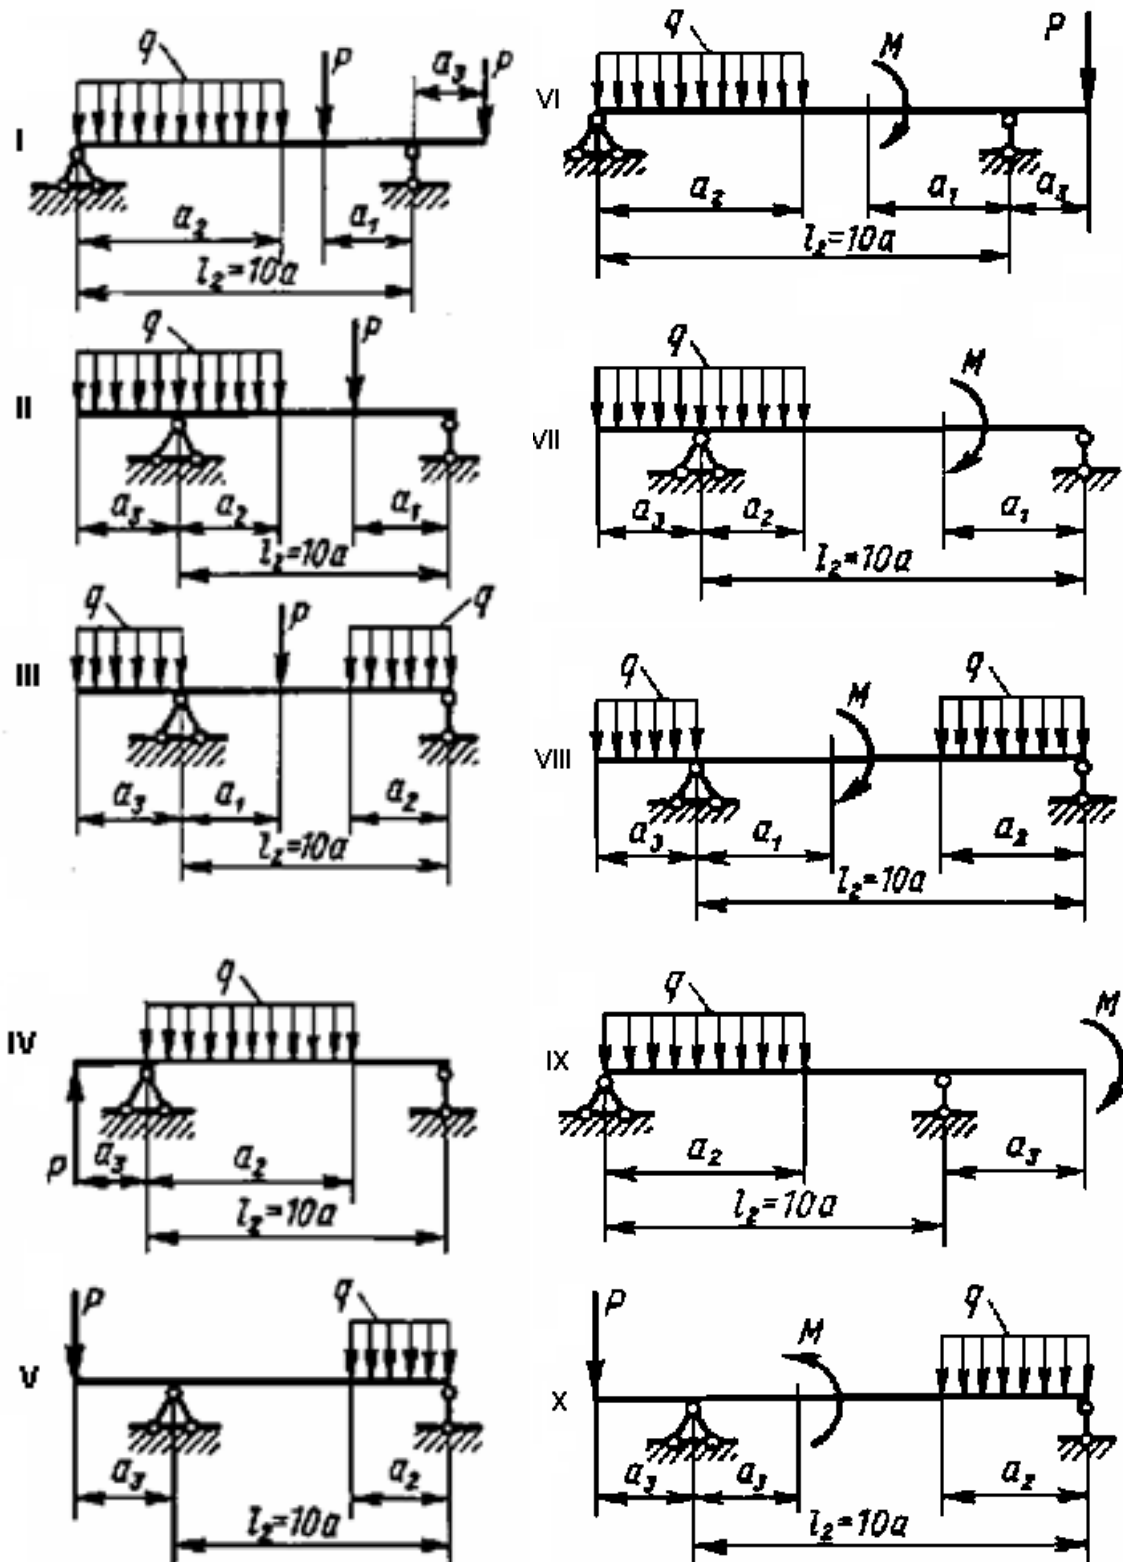 I
q
P
a₃
P
a₂
a₁
l₂=10a
II
q
P
a₃
a₂
a₁
l₂=10a
III
q
P
q
a₃
a₁
a₂
l₂=10a
IV
q
P
a₃
a₂
l₂=10a
V
P
q
a₃
a₂
l₂=10a
VI
q
M
P
a₂
a₁
a₃
l₂=10a
VII
q
M
a₃
a₂
a₁
l₂=10a
VIII
q
M
q
a₃
a₁
a₂
l₂=10a
IX
q
M
a₂
a₃
l₂=10a
X
P
M
q
a₃
a₃
a₂
l₂=10a